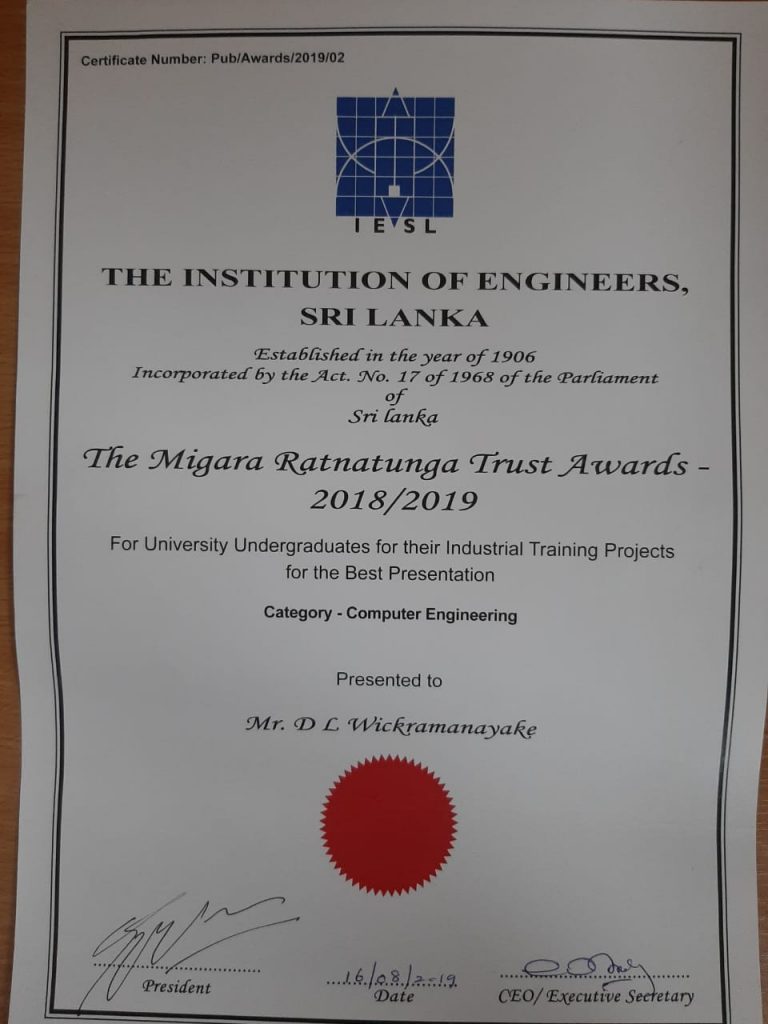 Certificate Number: Pub/Awards/2019/02
IESL
THE INSTITUTION OF ENGINEERS,
SRI LANKA
Established in the year of 1906
Incorporated by the Act. No. 17 of 1968 of the Parliament
of
Sri lanka
The Migara Ratnatunga Trust Awards -
2018/2019
For University Undergraduates for their Industrial Training Projects
for the Best Presentation
Category - Computer Engineering
Presented to
Mr. D L Wickramanayake
16/08/2019
President
Date
CEO/ Executive Secretary